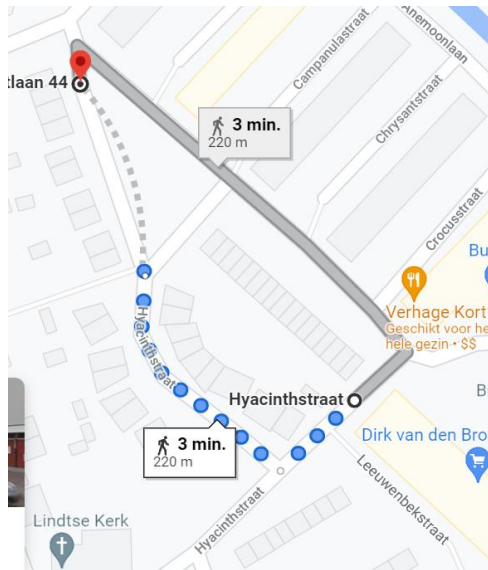 Anemoonlaan
Campanulastraat
tlaan 44
Chrysantstraat
3 min.
220 m
Crocusstraat
Bu
Verhage Kort
Geschikt voor he
hele gezin • $$
Hyacinthstraat
Hyacinthstraat
B
3 min.
220 m
Dirk van den Bro
Leeuwenbekstraat
Hyacinthstraat
Lindtse Kerk